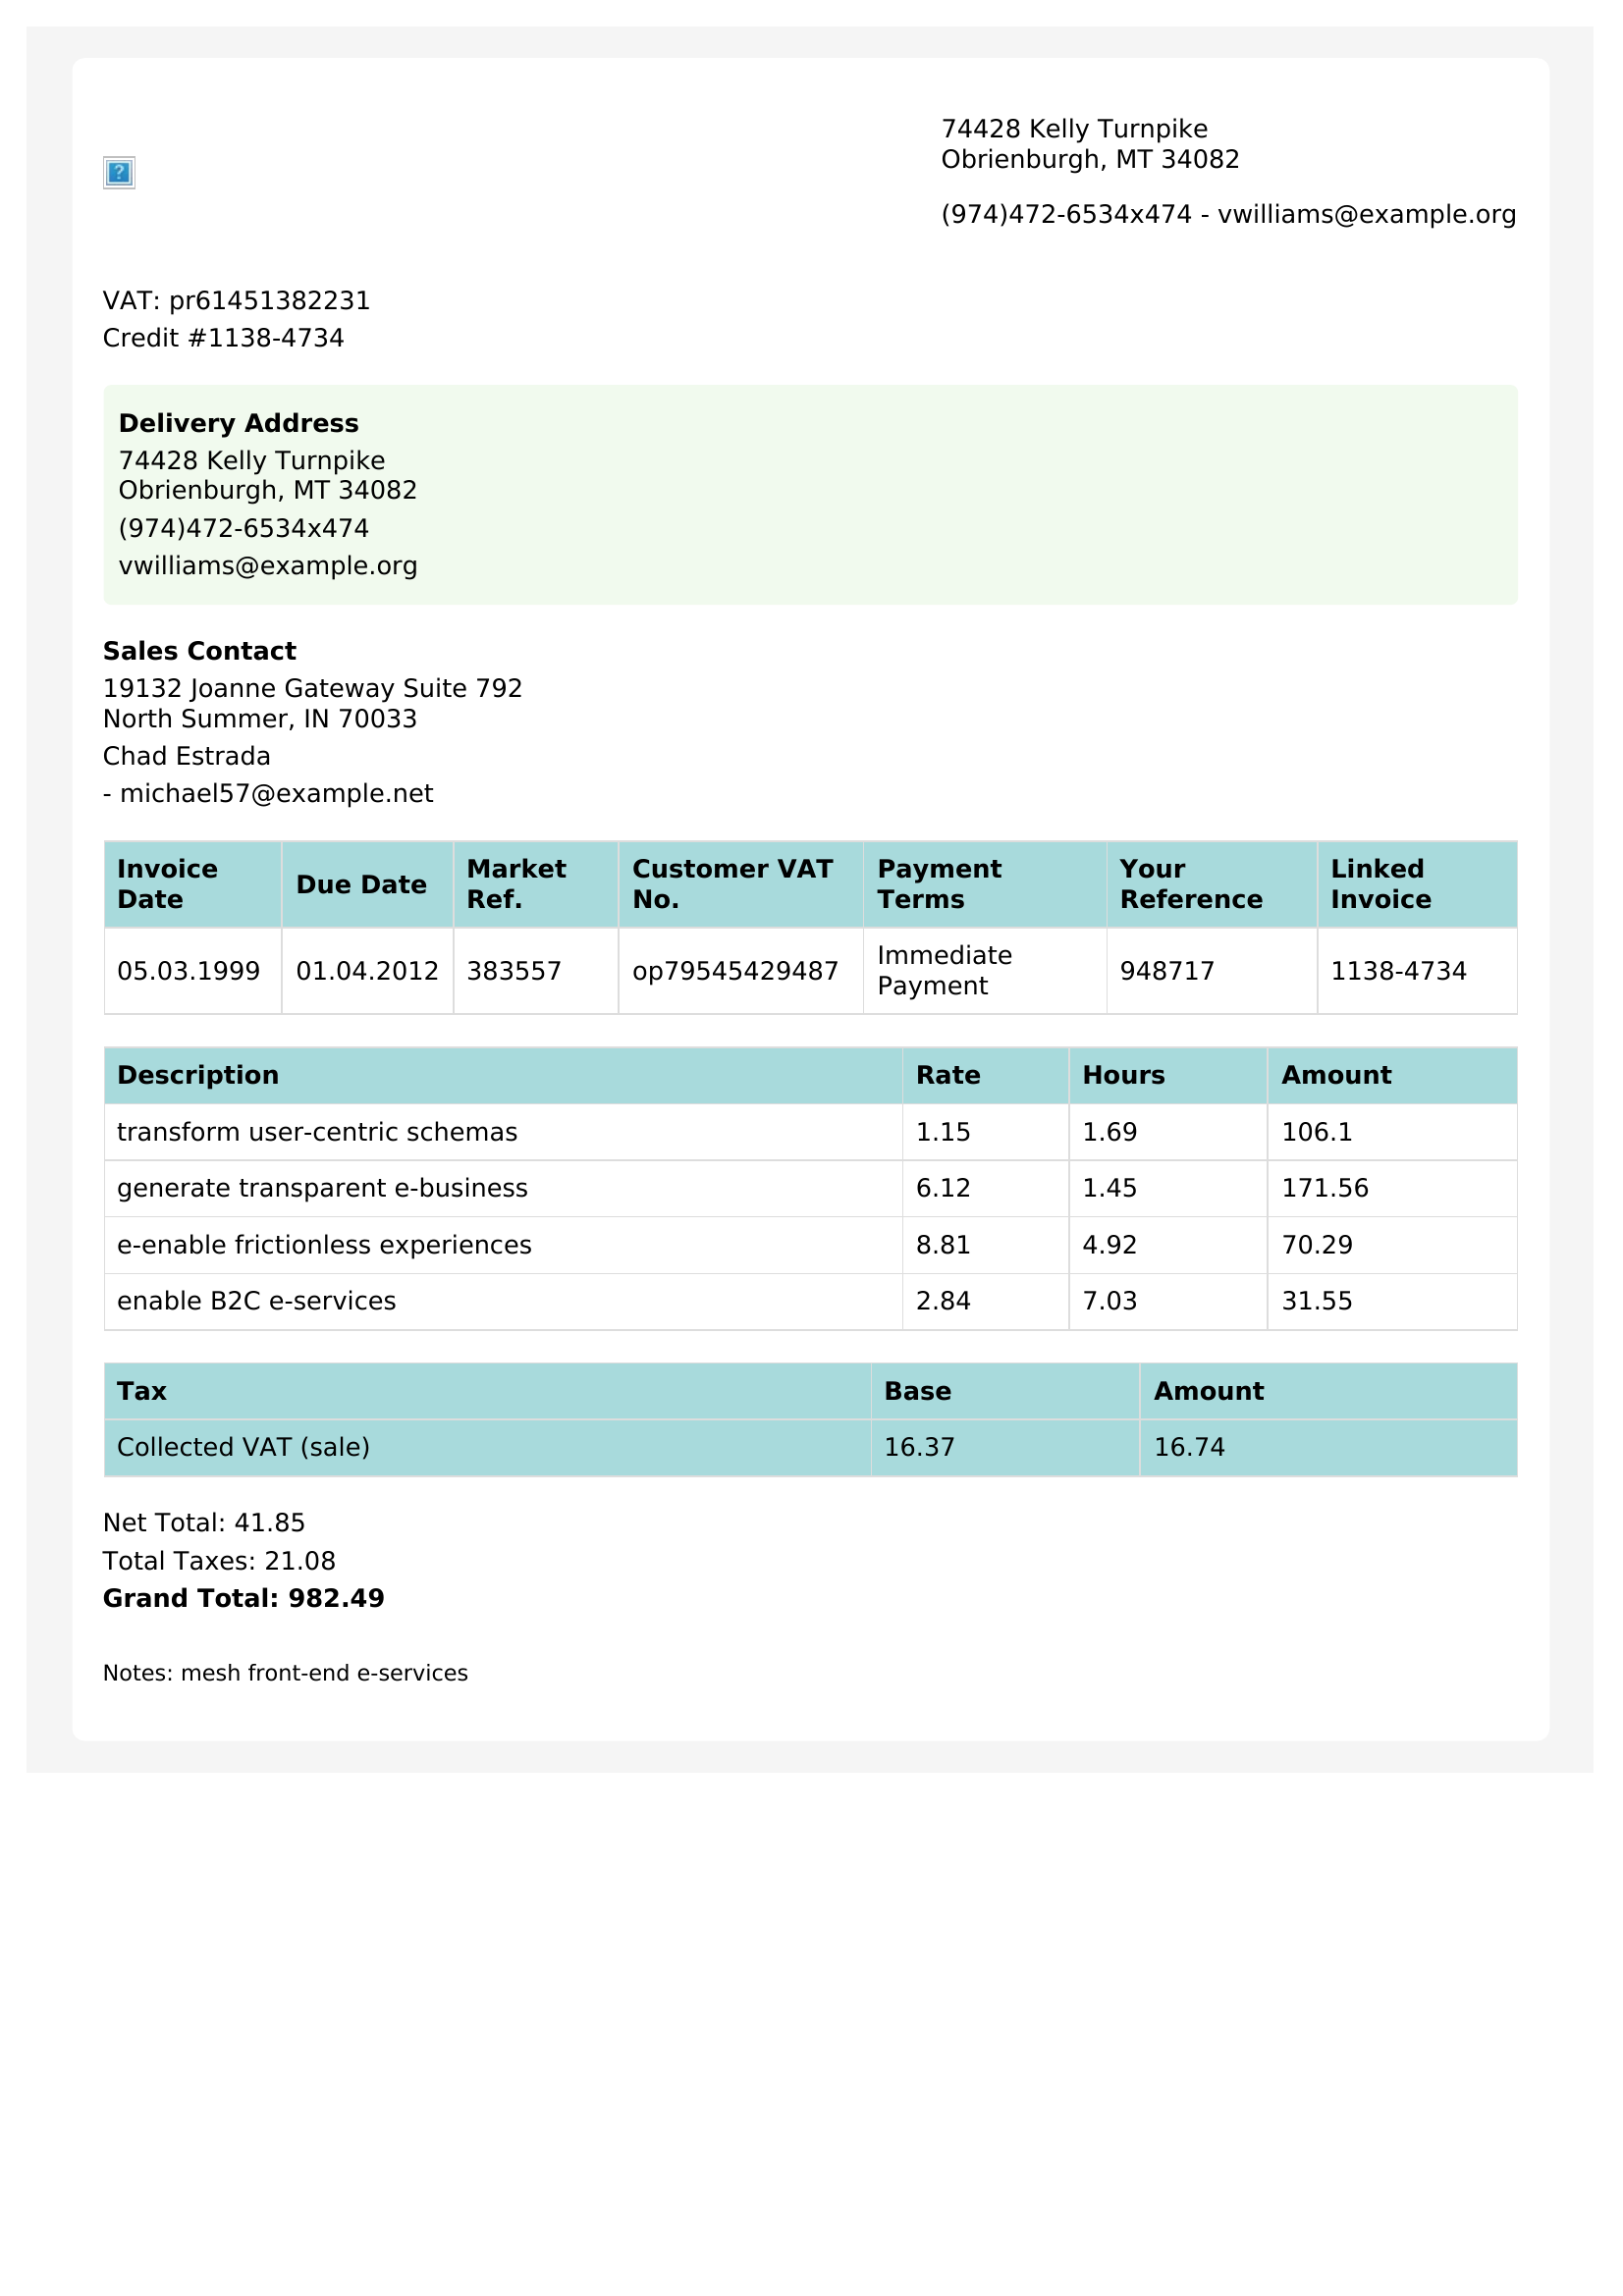 74428 Kelly Turnpike
Obrienburgh, MT 34082
(974)472-6534x474 - vwilliams@example.org
VAT: pr61451382231
Credit #1138-4734
Delivery Address
74428 Kelly Turnpike
Obrienburgh, MT 34082
(974)472-6534x474
vwilliams@example.org
Sales Contact
19132 Joanne Gateway Suite 792
North Summer, IN 70033
Chad Estrada
- michael57@example.net
Invoice Date Due Date Market Ref. Customer VAT No. Payment Terms Your Reference Linked Invoice
05.03.1999 01.04.2012 383557 op79545429487 Immediate Payment 948717 1138-4734
Description Rate Hours Amount
transform user-centric schemas 1.15 1.69 106.1
generate transparent e-business 6.12 1.45 171.56
e-enable frictionless experiences 8.81 4.92 70.29
enable B2C e-services 2.84 7.03 31.55
Tax Base Amount
Collected VAT (sale) 16.37 16.74
Net Total: 41.85
Total Taxes: 21.08
Grand Total: 982.49
Notes: mesh front-end e-services